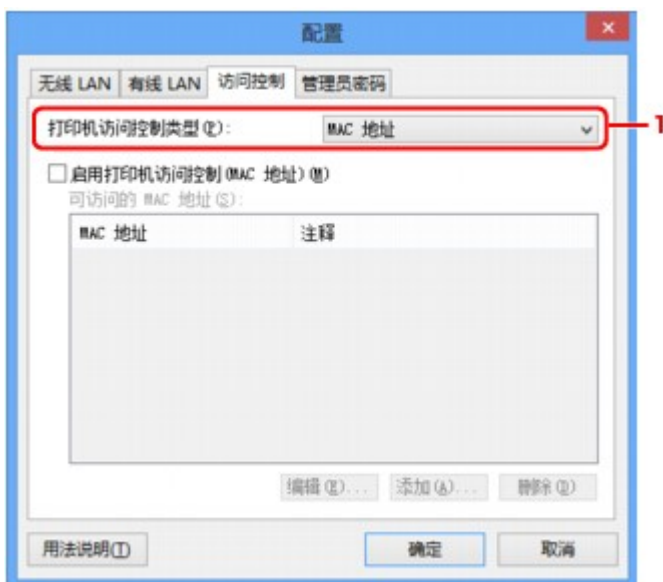 配置
无线 LAN 有线 LAN 访问控制 管理员密码
打印机访问控制类型(P): MAC 地址 1
启用打印机访问控制(MAC 地址)(M)
可访问的 MAC 地址(S):
MAC 地址 注释
编辑(E)... 添加(A)... 删除(D)
用法说明(I) 确定 取消